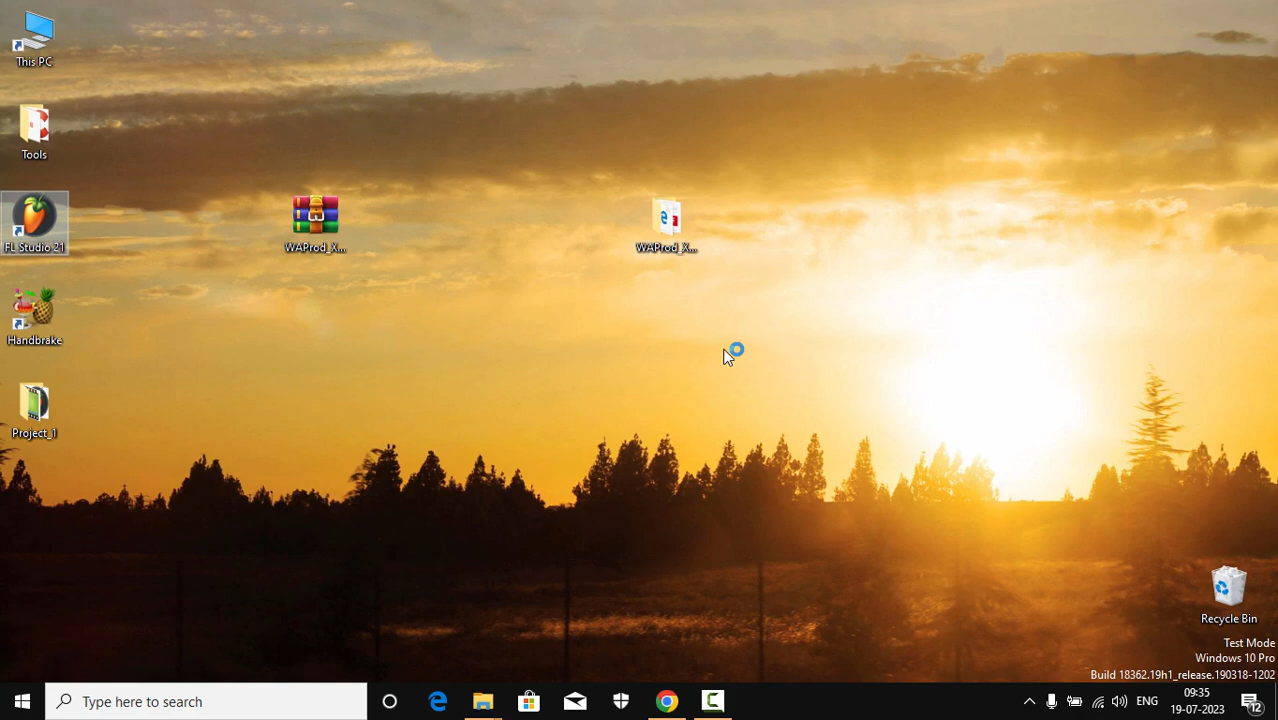 This PC
Tools
FL Studio 21
WAProd_X...
WAProd_X...
Handbrake
Project_1
Recycle Bin
Test Mode
Windows 10 Pro
Build 18362.19h1_release.190318-1202
Type here to search
ENG
09:35
19-07-2023
12